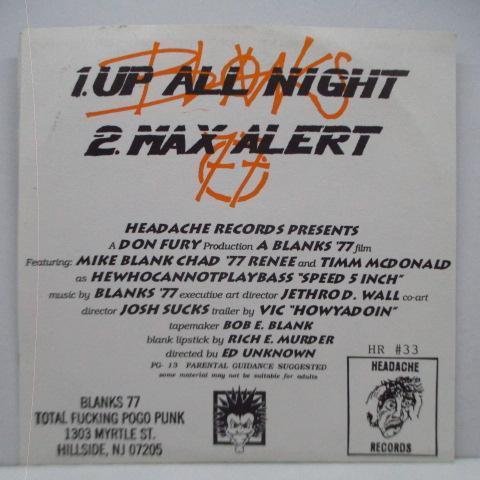 BLANKS
77
1. UP ALL NIGHT
2. MAX ALERT
HEADACHE RECORDS PRESENTS
A DON FURY Production A BLANKS '77 film
Featuring: MIKE BLANK CHAD '77 RENEE and TIMM MCDONALD
as HEWHOCANNOTPLAYBASS "SPEED 5 INCH"
music by BLANKS '77 executive art director JETHRO D. WALL co-art
director JOSH SUCKS trailer by VIC "HOWYADOIN"
tapemaker BOB E. BLANK
blank lipstick by RICH E. MURDER
directed by ED UNKNOWN
PG- 13 PARENTAL GUIDANCE SUGGESTED
some material may not be suitable for adults
HR #33
HEADACHE
RECORDS
BLANKS 77
TOTAL FUCKING POGO PUNK
1303 MYRTLE ST.
HILLSIDE, NJ 07205